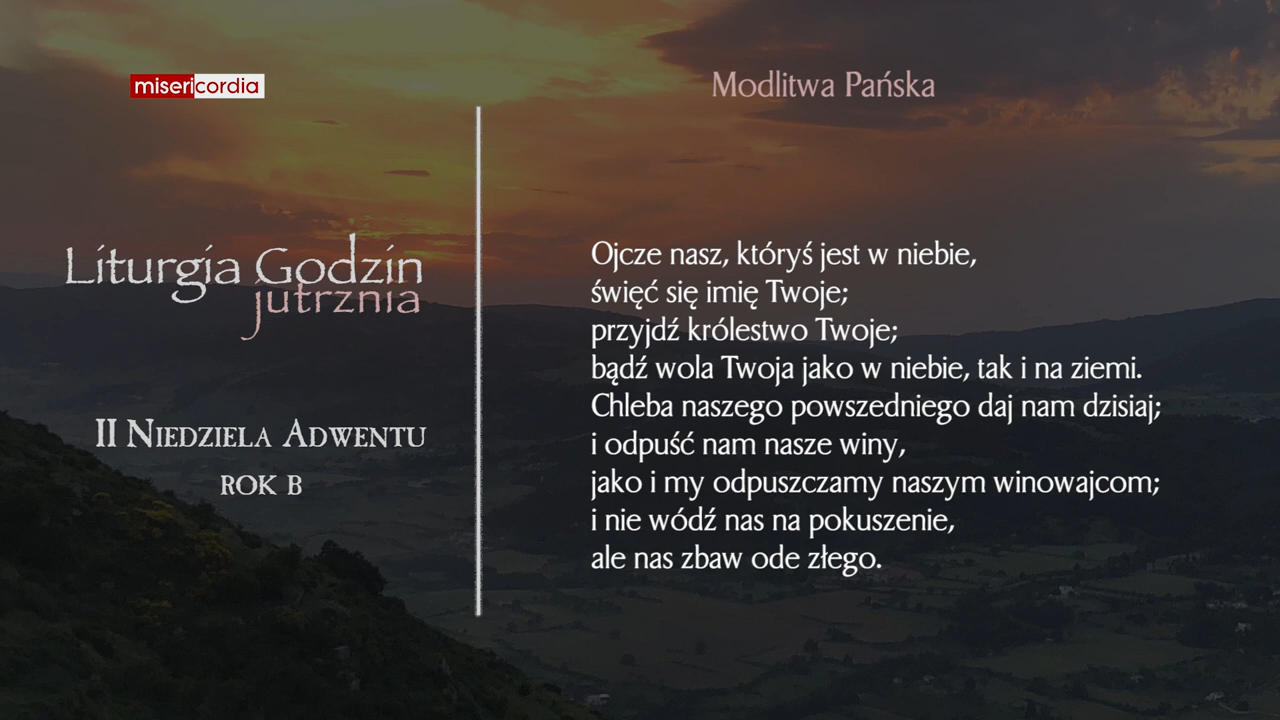 misericordia
Liturgia Godzin
jutrznia
II Niedziela Adwentu
rok B
Modlitwa Pańska
Ojcze nasz, któryś jest w niebie,
święć się imię Twoje;
przyjdź królestwo Twoje;
bądź wola Twoja jako w niebie, tak i na ziemi.
Chleba naszego powszedniego daj nam dzisiaj;
i odpuść nam nasze winy,
jako i my odpuszczamy naszym winowajcom;
i nie wódź nas na pokuszenie,
ale nas zbaw ode złego.